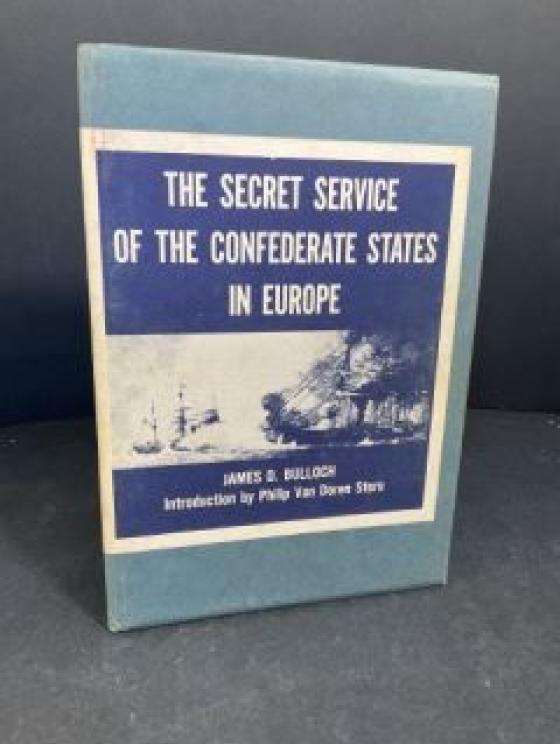 THE SECRET SERVICE
OF THE CONFEDERATE STATES
IN EUROPE
JAMES D. BULLOCH
Introduction by Philip Van Doren Stern